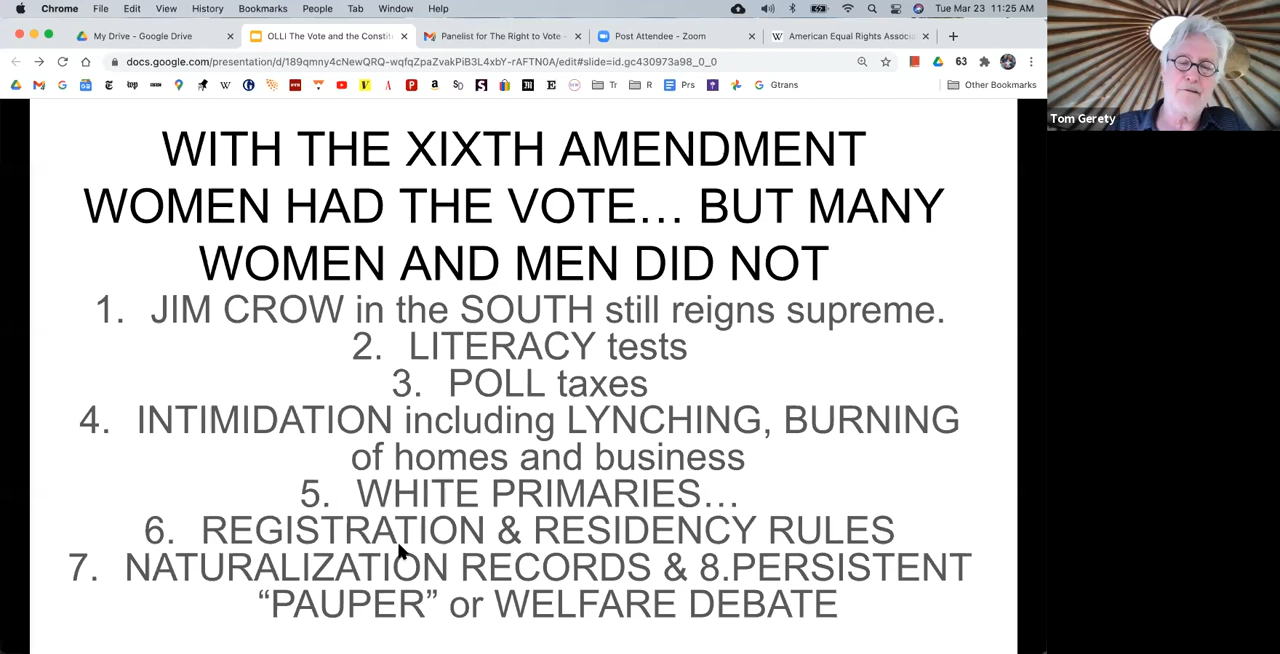 Chrome File Edit View History Bookmarks People Tab Window Help Tue Mar 23 11:25 AM
My Drive - Google Drive OLLI The Vote and the Constit Panelist for The Right to Vote - Post Attendee - Zoom American Equal Rights Associa
docs.google.com/presentation/d/189qmny4cNewQRQ-wqfqZpaZvakPiB3L4xbY-rAFTN0A/edit#slide=id.gc430973a98_0_0 63
Tr R Prs Gtrans Other Bookmarks
Tom Gerety
WITH THE XIXTH AMENDMENT
WOMEN HAD THE VOTE… BUT MANY
WOMEN AND MEN DID NOT
1. JIM CROW in the SOUTH still reigns supreme.
2. LITERACY tests
3. POLL taxes
4. INTIMIDATION including LYNCHING, BURNING
of homes and business
5. WHITE PRIMARIES…
6. REGISTRATION & RESIDENCY RULES
7. NATURALIZATION RECORDS & 8.PERSISTENT
“PAUPER” or WELFARE DEBATE